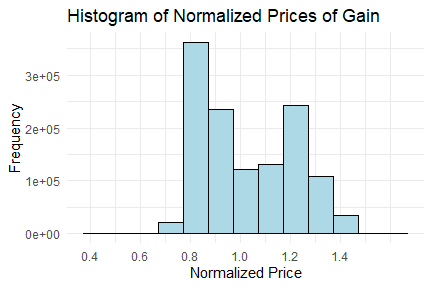 Histogram of Normalized Prices of Gain
Frequency
3e+05
2e+05
1e+05
0e+00
0.4 0.6 0.8 1.0 1.2 1.4
Normalized Price